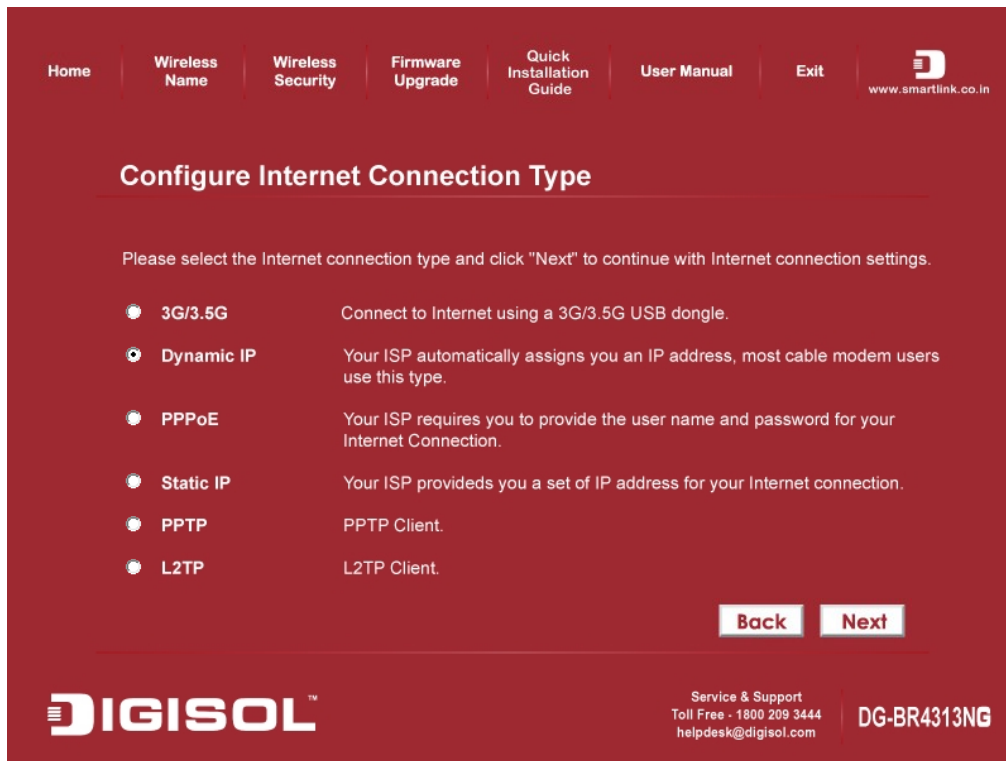 Home
Wireless Name
Wireless Security
Firmware Upgrade
Quick Installation Guide
User Manual
Exit
www.smartlink.co.in
Configure Internet Connection Type
Please select the Internet connection type and click "Next" to continue with Internet connection settings.
3G/3.5G Connect to Internet using a 3G/3.5G USB dongle.
Dynamic IP Your ISP automatically assigns you an IP address, most cable modem users
use this type.
PPPoE Your ISP requires you to provide the user name and password for your
Internet Connection.
Static IP Your ISP provideds you a set of IP address for your Internet connection.
PPTP PPTP Client.
L2TP L2TP Client.
Back Next
DIGISOL™
Service & Support
Toll Free - 1800 209 3444
helpdesk@digisol.com
DG-BR4313NG